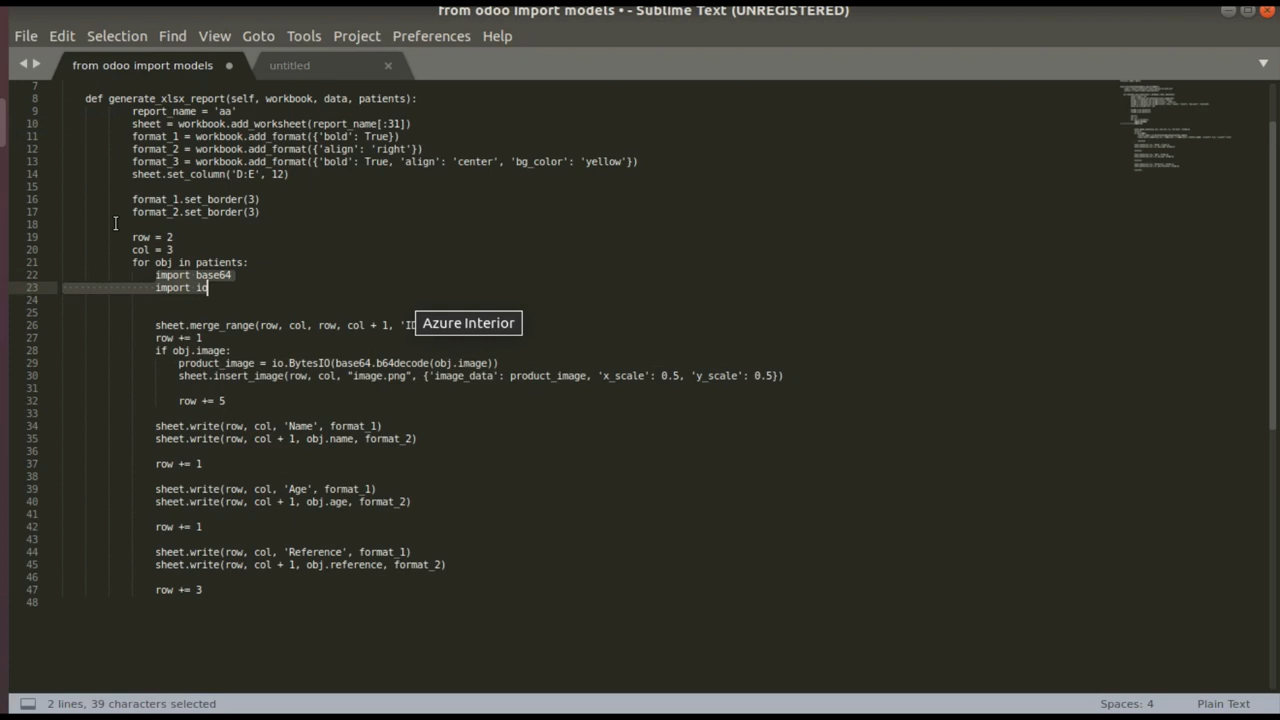 from odoo import models • - Sublime Text (UNREGISTERED)
File Edit Selection Find View Goto Tools Project Preferences Help
from odoo import models untitled
7
8 def generate_xlsx_report(self, workbook, data, patients):
9 report_name = 'aa'
10 sheet = workbook.add_worksheet(report_name[:31])
11 format_1 = workbook.add_format({'bold': True})
12 format_2 = workbook.add_format({'align': 'right'})
13 format_3 = workbook.add_format({'bold': True, 'align': 'center', 'bg_color': 'yellow'})
14 sheet.set_column('D:E', 12)
15
16 format_1.set_border(3)
17 format_2.set_border(3)
18
19 row = 2
20 col = 3
21 for obj in patients:
22 import base64
23 import io
24
25
26 sheet.merge_range(row, col, row, col + 1, 'ID
Azure Interior
27 row += 1
28 if obj.image:
29 product_image = io.BytesIO(base64.b64decode(obj.image))
30 sheet.insert_image(row, col, "image.png", {'image_data': product_image, 'x_scale': 0.5, 'y_scale': 0.5})
31
32 row += 5
33
34 sheet.write(row, col, 'Name', format_1)
35 sheet.write(row, col + 1, obj.name, format_2)
36
37 row += 1
38
39 sheet.write(row, col, 'Age', format_1)
40 sheet.write(row, col + 1, obj.age, format_2)
41
42 row += 1
43
44 sheet.write(row, col, 'Reference', format_1)
45 sheet.write(row, col + 1, obj.reference, format_2)
46
47 row += 3
48
2 lines, 39 characters selected Spaces: 4 Plain Text